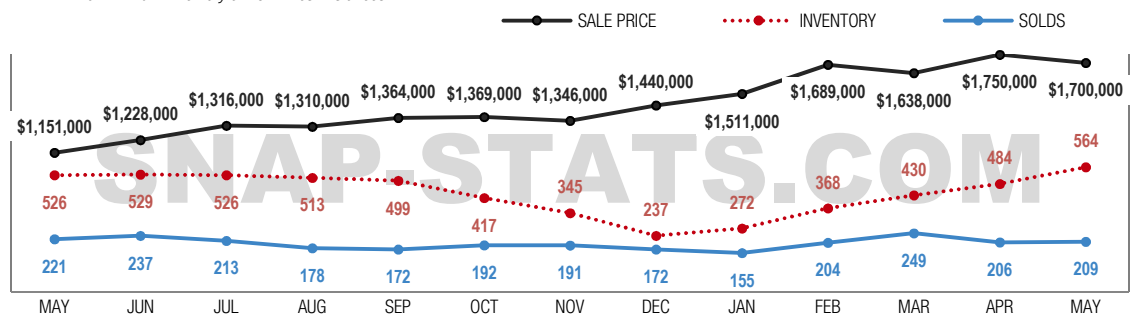 SALE PRICE INVENTORY SOLDS
$1,151,000 $1,228,000 $1,316,000 $1,310,000 $1,364,000 $1,369,000 $1,346,000 $1,440,000 $1,511,000 $1,689,000 $1,638,000 $1,750,000 $1,700,000
SNAP-STATS.COM
526 529 526 513 499 417 345 237 272 368 430 484 564
221 237 213 178 172 192 191 172 155 204 249 206 209
MAY JUN JUL AUG SEP OCT NOV DEC JAN FEB MAR APR MAY